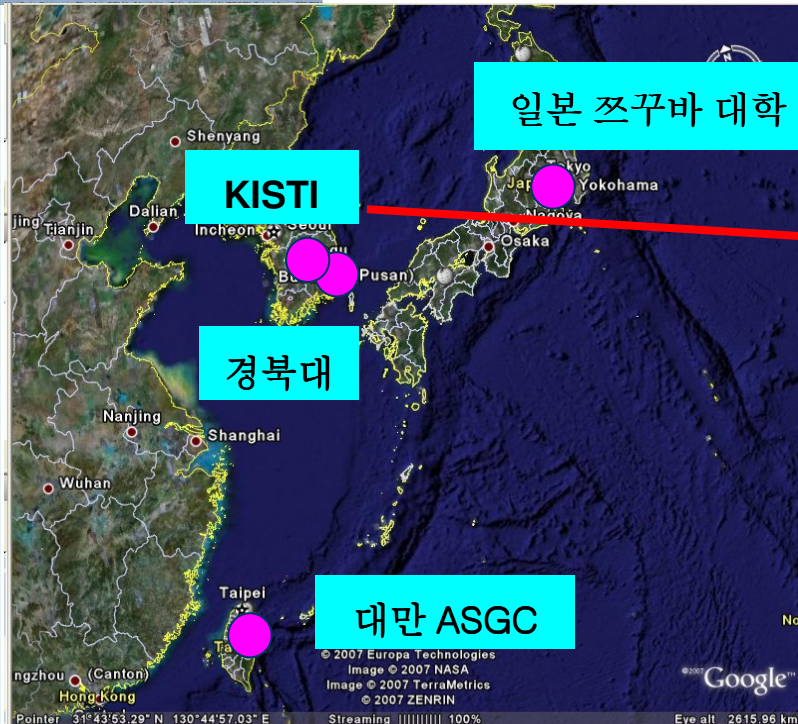 일본 쯔꾸바 대학
Shenyang
KISTI
Tokyo
Yokohama
Nagoya
Dalian
Tianjin
Incheon
Seoul
Osaka
Pusan)
경북대
Nanjing
Shanghai
Wuhan
Taipei
대만 ASGC
© 2007 Europa Technologies
Image © 2007 NASA
Image © 2007 TerraMetrics
© 2007 ZENRIN
©2007 Google™
(Canton)
Hong Kong
Pointer 31°43'53.29" N 130°44'57.03" E Streaming |||||||||| 100% Eye alt 2615.96 km